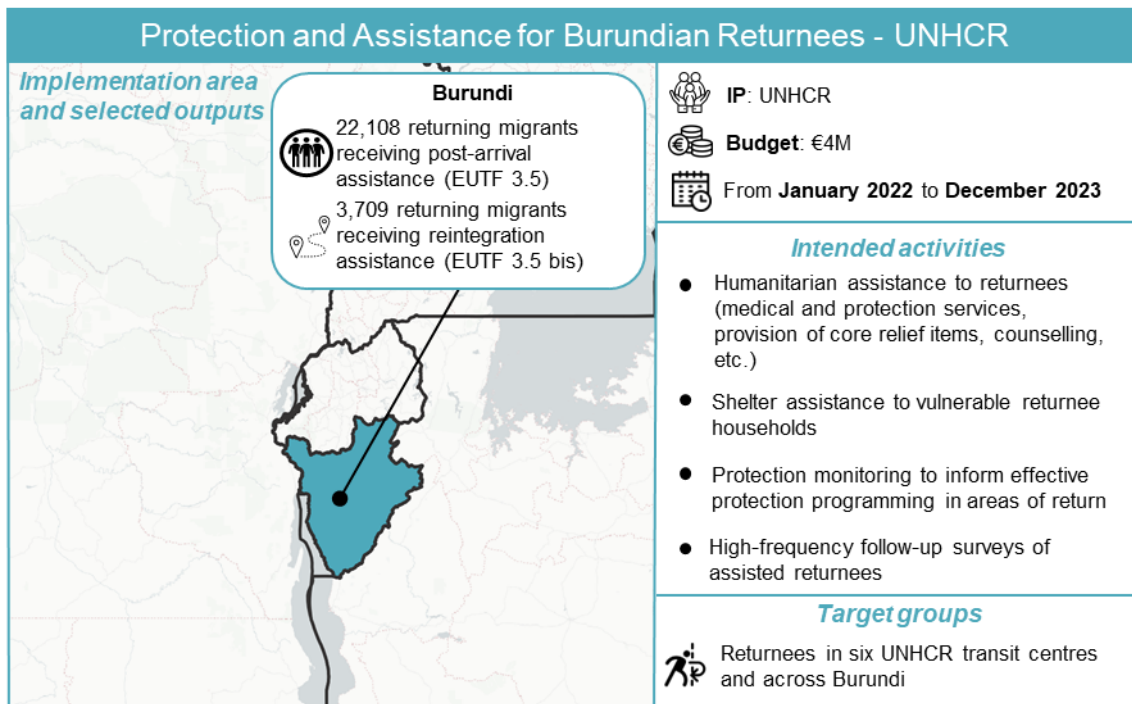 Protection and Assistance for Burundian Returnees - UNHCR
Implementation area
and selected outputs
Burundi
22,108 returning migrants
receiving post-arrival
assistance (EUTF 3.5)
3,709 returning migrants
receiving reintegration
assistance (EUTF 3.5 bis)
IP: UNHCR
Budget: €4M
From January 2022 to December 2023
Intended activities
● Humanitarian assistance to returnees
(medical and protection services,
provision of core relief items, counselling,
etc.)
● Shelter assistance to vulnerable returnee
households
● Protection monitoring to inform effective
protection programming in areas of return
● High-frequency follow-up surveys of
assisted returnees
Target groups
Returnees in six UNHCR transit centres
and across Burundi